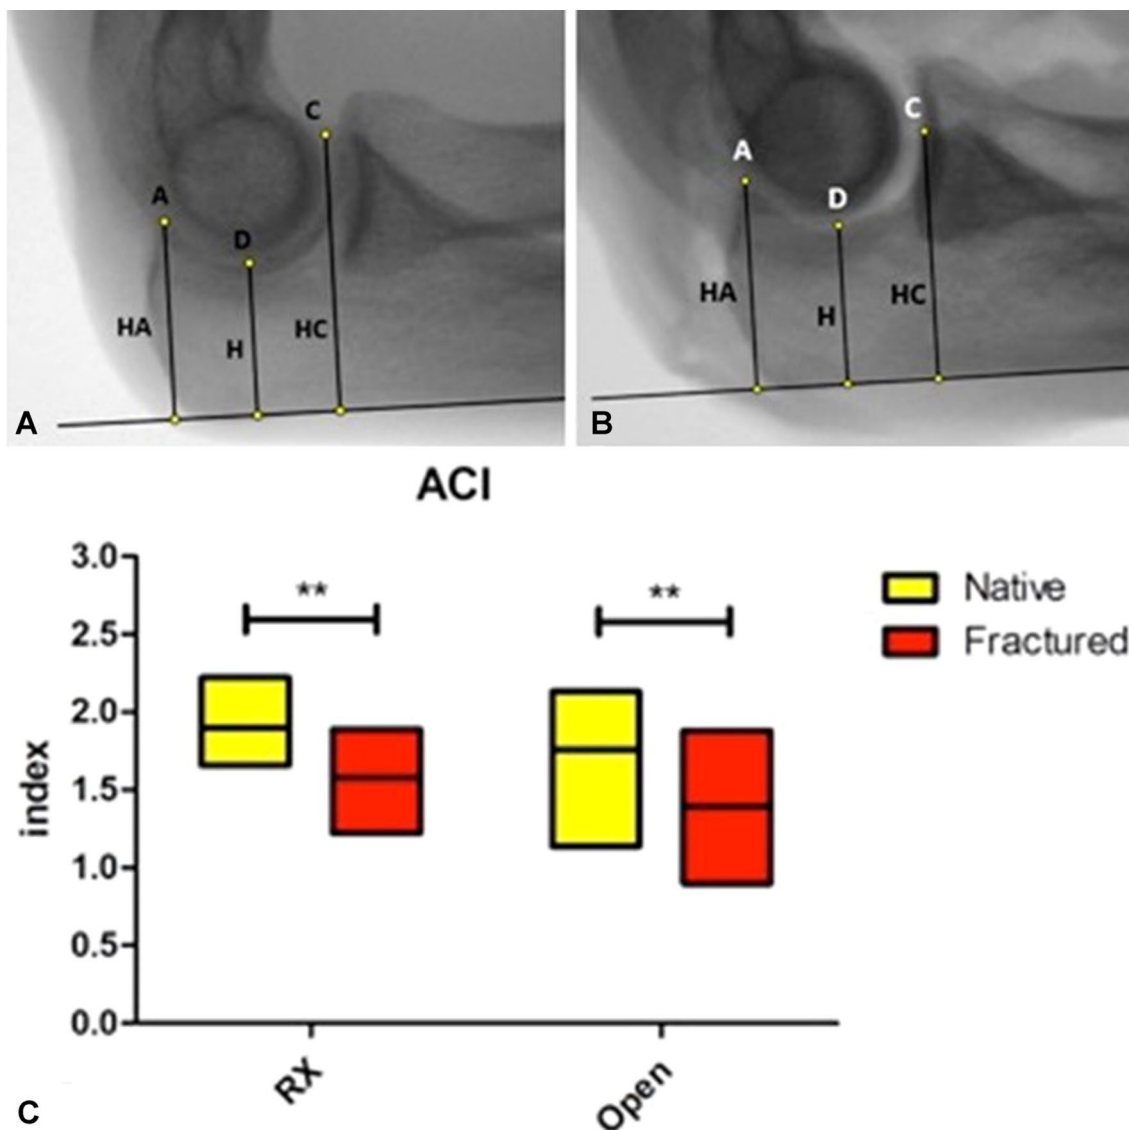 C
A
D
HA
H
HC
A
C
A
D
HA
H
HC
B
ACI
3.0
2.5
2.0
1.5
1.0
0.5
0.0
index
**
**
Native
Fractured
RX
Open
C